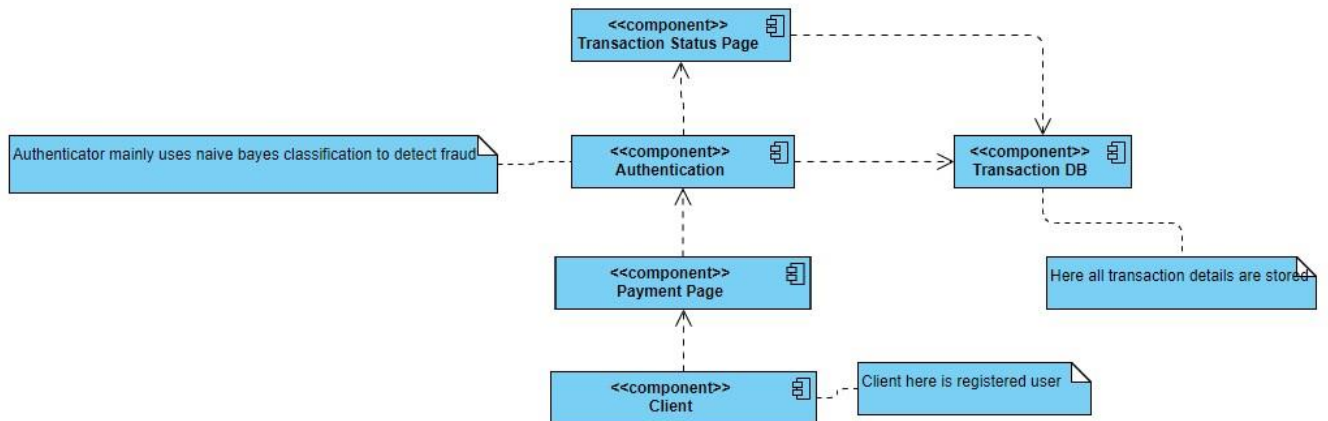 <<component>>
Transaction Status Page
Authenticator mainly uses naive bayes classification to detect fraud
<<component>>
Authentication
<<component>>
Transaction DB
<<component>>
Payment Page
Here all transaction details are stored
<<component>>
Client
Client here is registered user